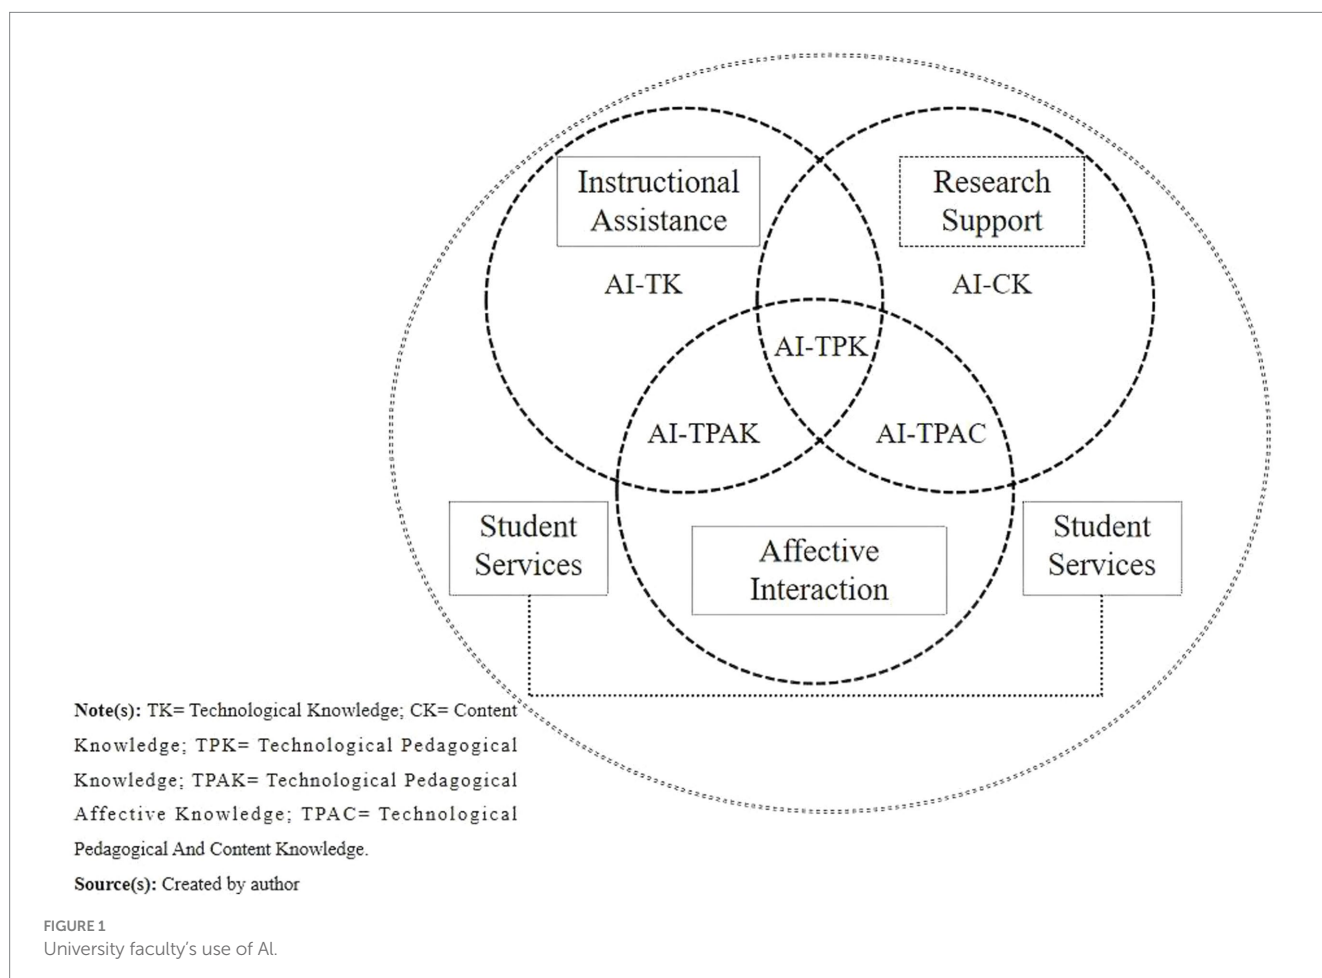 Instructional
Assistance
Research
Support
AI-TK
AI-CK
AI-TPK
AI-TPAK
AI-TPAC
Student
Services
Affective
Interaction
Student
Services
Note(s): TK= Technological Knowledge; CK= Content
Knowledge; TPK= Technological Pedagogical
Knowledge; TPAK= Technological Pedagogical
Affective Knowledge; TPAC= Technological
Pedagogical And Content Knowledge.
Source(s): Created by author
FIGURE 1
University faculty's use of AI.